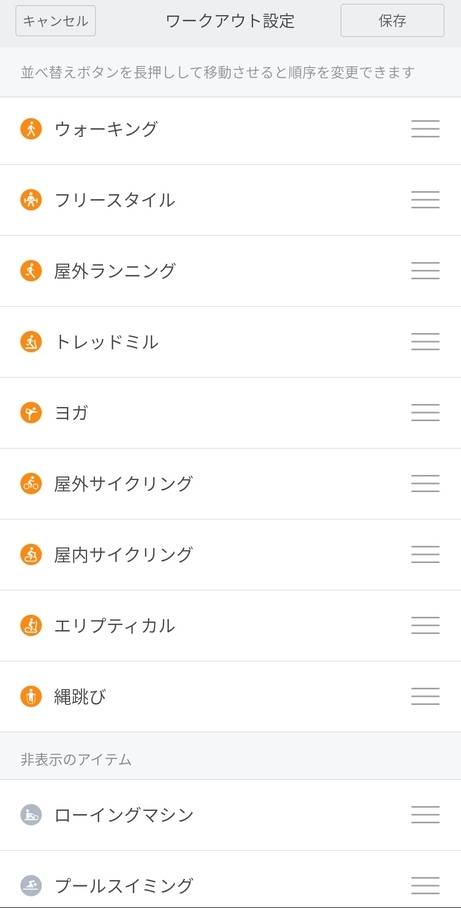 キャンセル
ワークアウト設定
保存
並べ替えボタンを長押しして移動させると順序を変更できます
ウォーキング
フリースタイル
屋外ランニング
トレッドミル
ヨガ
屋外サイクリング
屋内サイクリング
エリプティカル
縄跳び
非表示のアイテム
ローイングマシン
プールスイミング